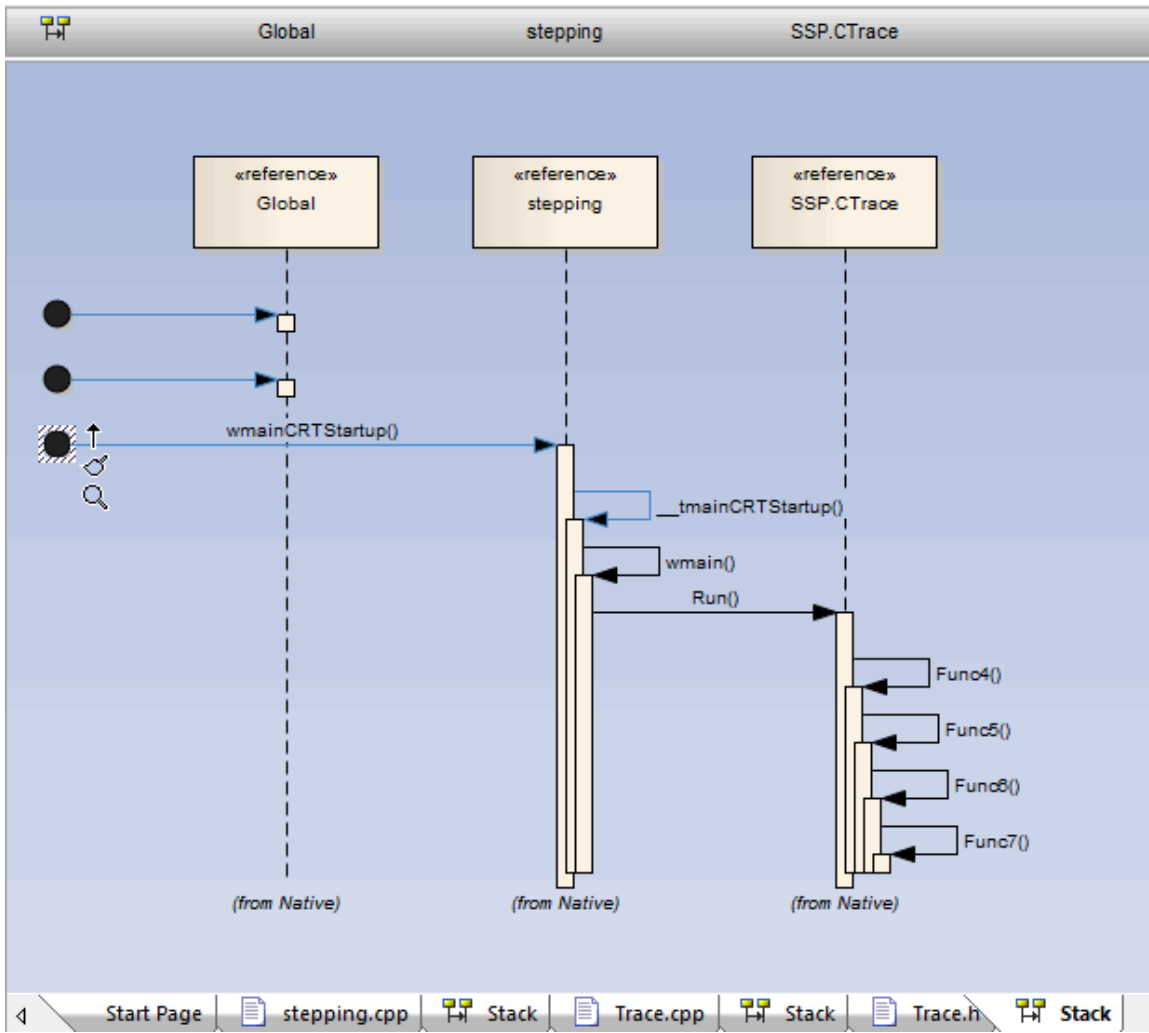 Global stepping SSP.CTrace
«reference» «reference» «reference»
Global stepping SSP.CTrace
wmainCRTStartup()
__tmainCRTStartup()
wmain()
Run()
Func4()
Func5()
Func6()
Func7()
(from Native) (from Native) (from Native)
Start Page stepping.cpp Stack Trace.cpp Stack Trace.h Stack